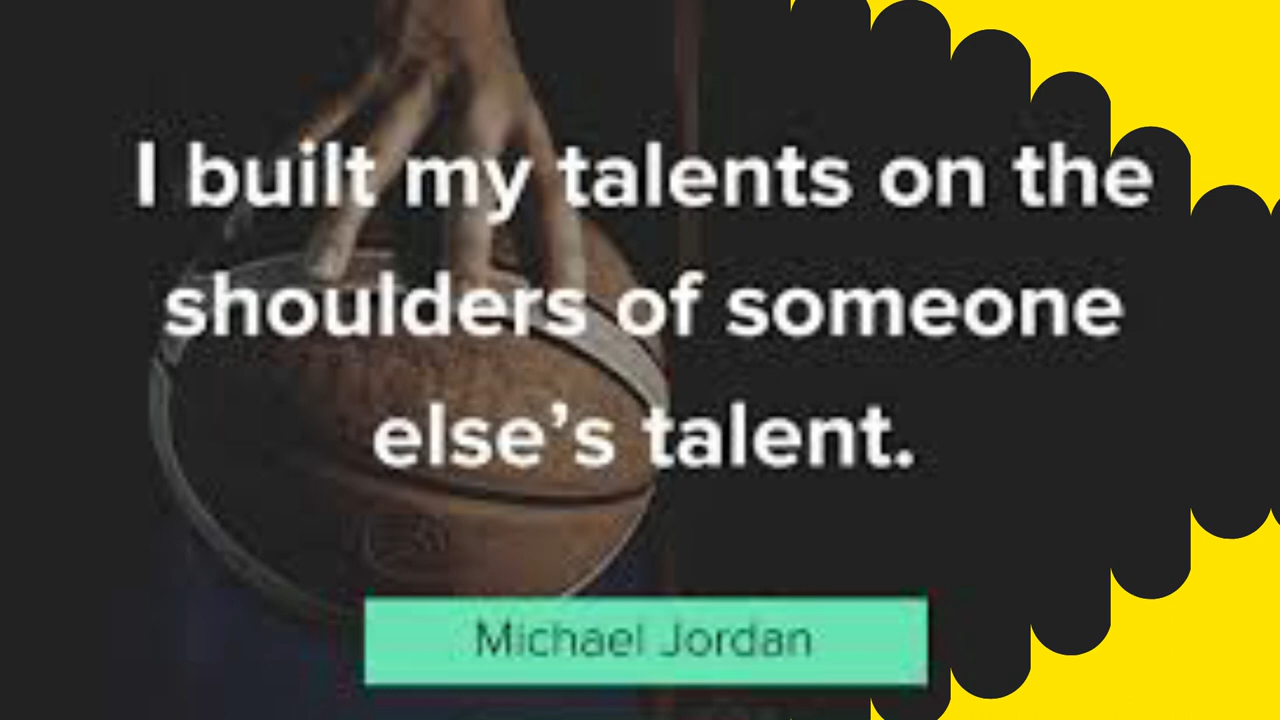 I built my talents on the
shoulders of someone
else’s talent.
Michael Jordan